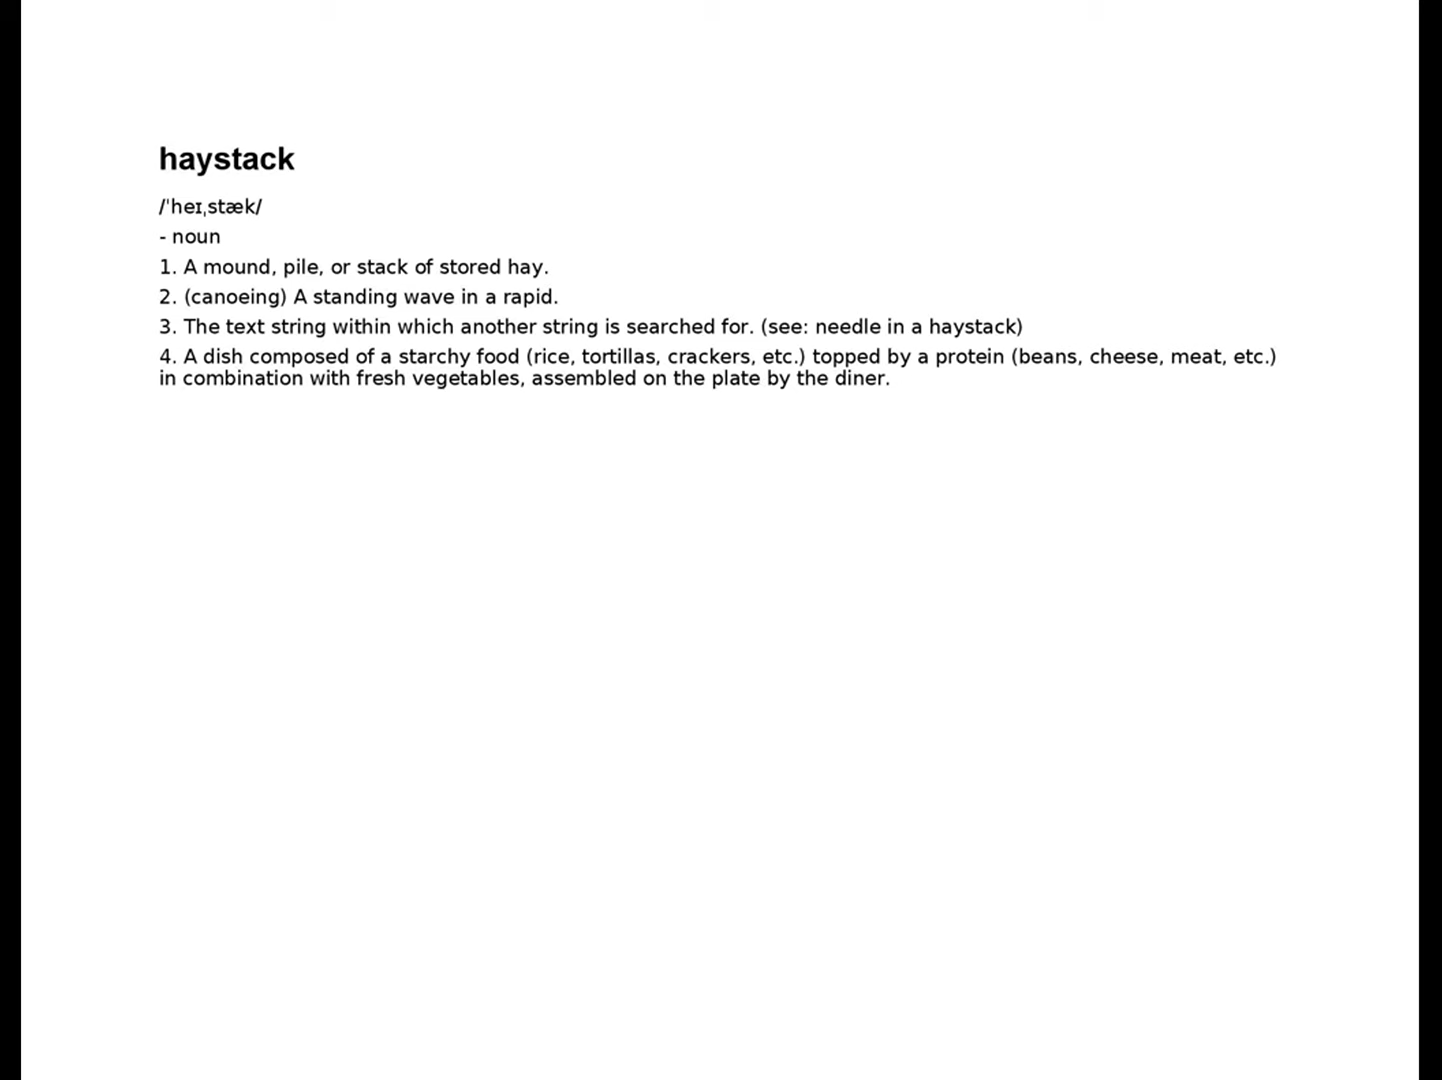 haystack
/ˈheɪˌstæk/
- noun
1. A mound, pile, or stack of stored hay.
2. (canoeing) A standing wave in a rapid.
3. The text string within which another string is searched for. (see: needle in a haystack)
4. A dish composed of a starchy food (rice, tortillas, crackers, etc.) topped by a protein (beans, cheese, meat, etc.)
in combination with fresh vegetables, assembled on the plate by the diner.